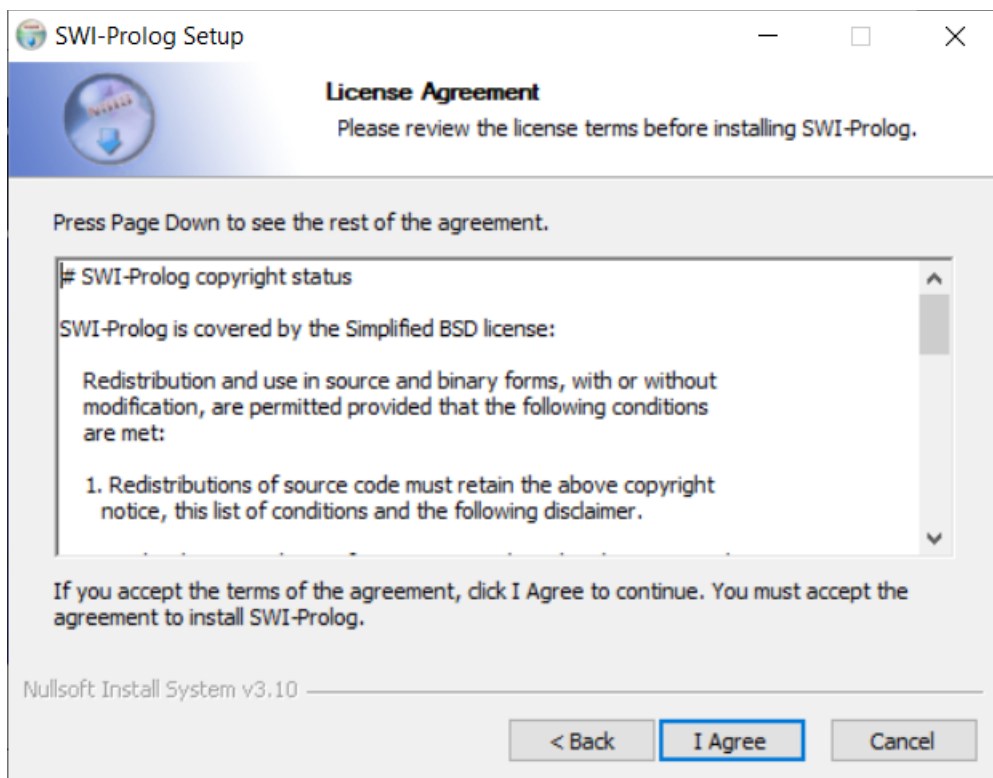 SWI-Prolog Setup
License Agreement
Please review the license terms before installing SWI-Prolog.
Press Page Down to see the rest of the agreement.
# SWI-Prolog copyright status
SWI-Prolog is covered by the Simplified BSD license:
Redistribution and use in source and binary forms, with or without
modification, are permitted provided that the following conditions
are met:
1. Redistributions of source code must retain the above copyright
notice, this list of conditions and the following disclaimer.
If you accept the terms of the agreement, click I Agree to continue. You must accept the
agreement to install SWI-Prolog.
Nullsoft Install System v3.10
< Back
I Agree
Cancel